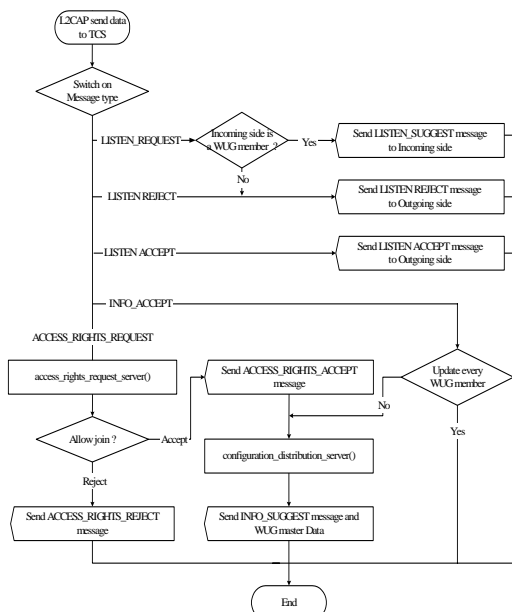 L2CAP send data
to TCS
Switch on
Message type
LISTEN_REQUEST
Incoming side is
a WUG member ?
Yes
Send LISTEN_SUGGEST message
to Incoming side
No
LISTEN REJECT
Send LISTEN REJECT message
to Outgoing side
LISTEN ACCEPT
Send LISTEN ACCEPT message
to Outgoing side
INFO_ACCEPT
ACCESS_RIGHTS_REQUEST
access_rights_request_server()
Send ACCESS_RIGHTS_ACCEPT
message
Update every
WUG member
No
Yes
Allow join ?
Accept
configuration_distribution_server()
Reject
Send ACCESS_RIGHTS_REJECT
message
Send INFO_SUGGEST message and
WUG master Data
End